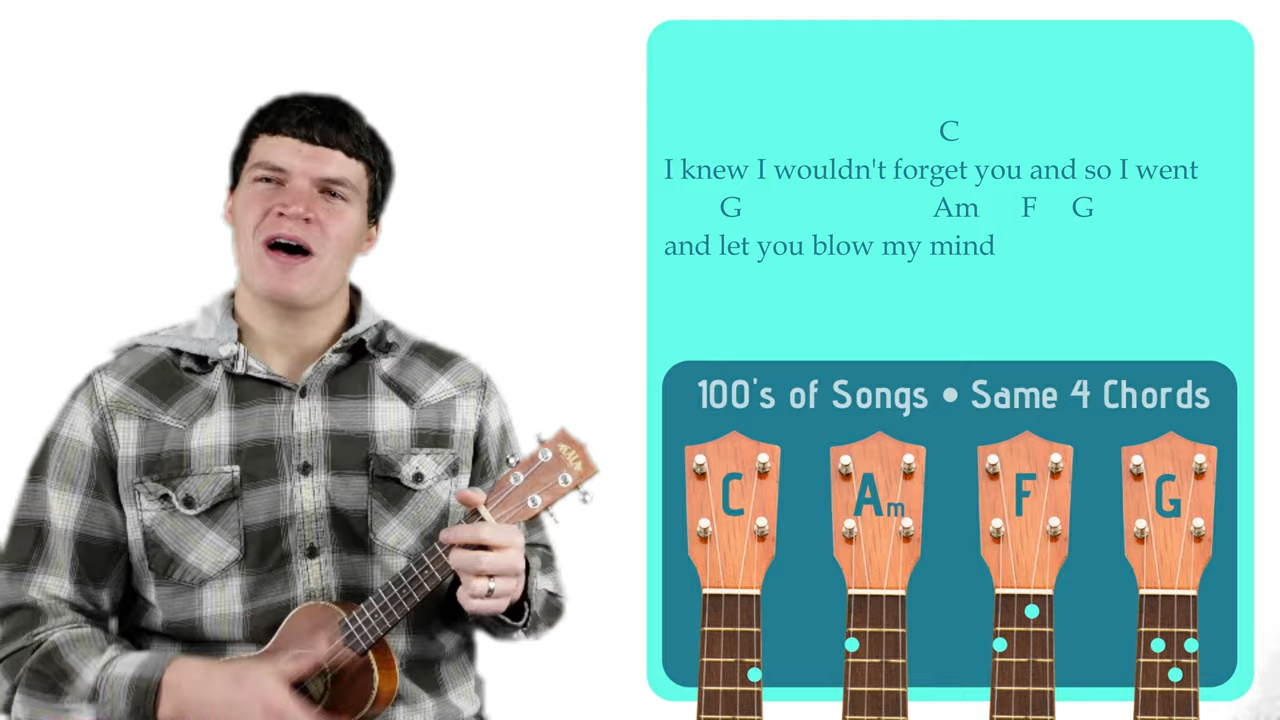 C
I knew I wouldn't forget you and so I went
G Am F G
and let you blow my mind
100's of Songs • Same 4 Chords
C Am F G
KALA